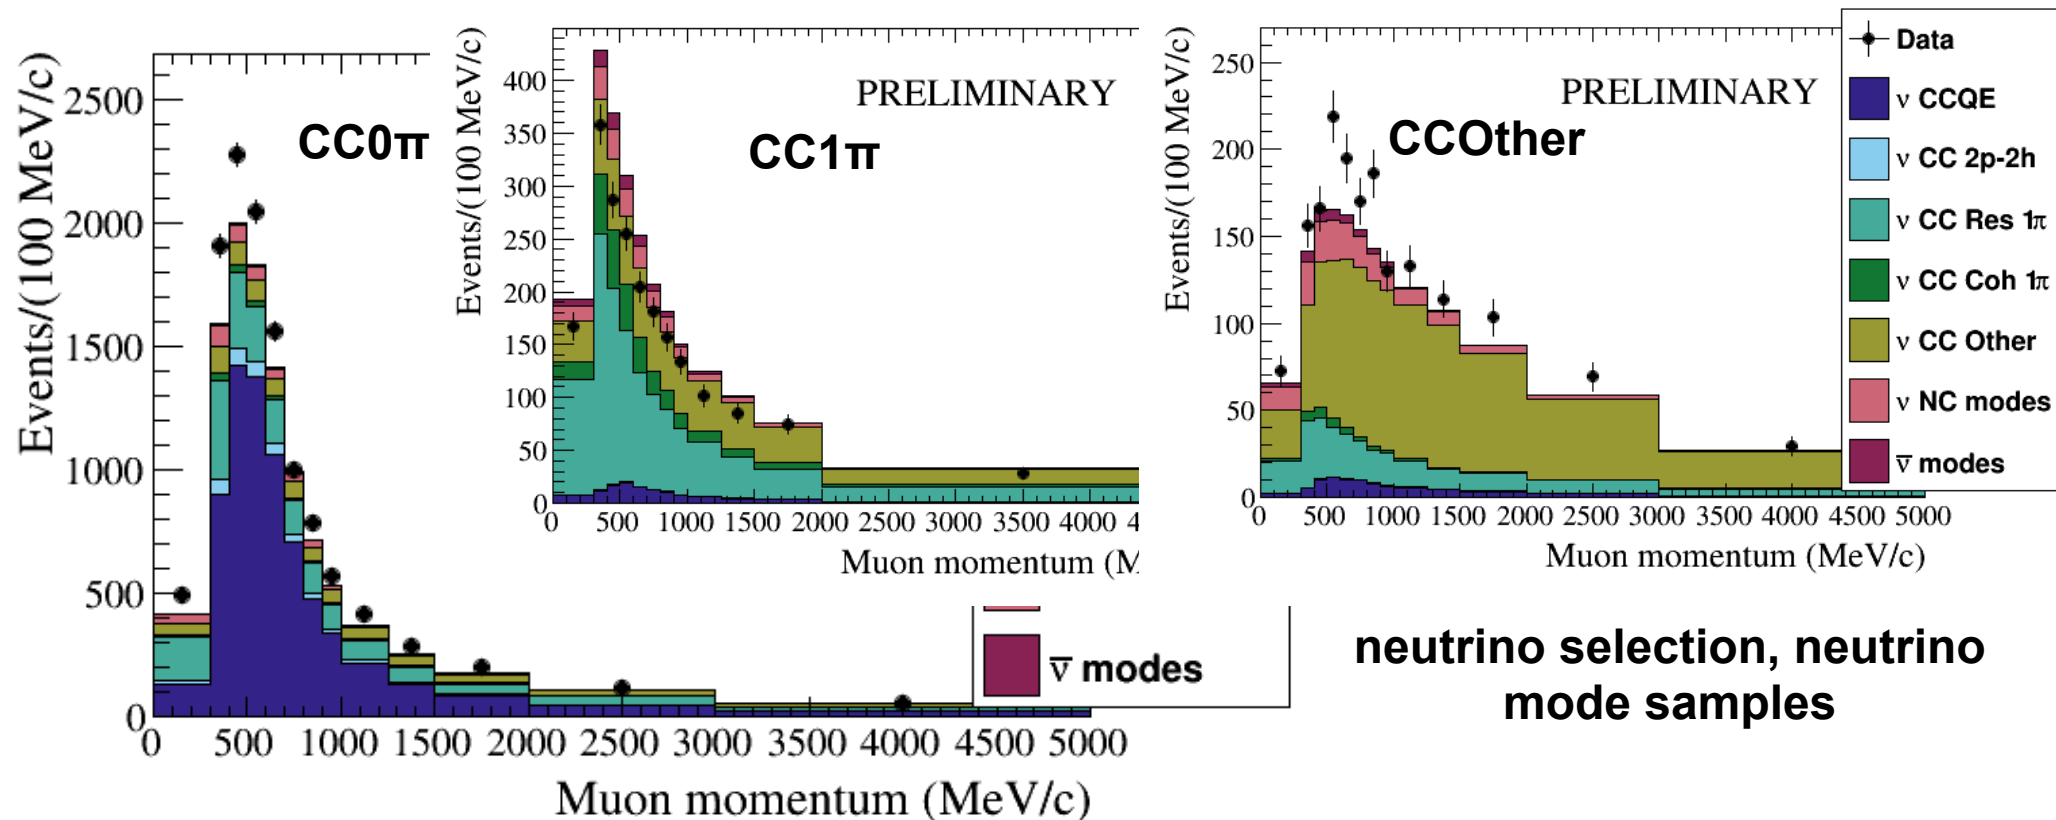 CC0π
Events/(100 MeV/c)
2500
2000
1500
1000
500
0
0 500 1000 1500 2000 2500 3000 3500 4000 4500 5000
Muon momentum (MeV/c)
PRELIMINARY
CC1π
Events/(100 MeV/c)
400
350
300
250
200
150
100
50
0
0 500 1000 1500 2000 2500 3000 3500 4000 4
Muon momentum (M
PRELIMINARY
CCOther
Events/(100 MeV/c)
250
200
150
100
50
0
0 500 1000 1500 2000 2500 3000 3500 4000 4500 5000
Muon momentum (MeV/c)
Data
ν CCQE
ν CC 2p-2h
ν CC Res 1π
ν CC Coh 1π
ν CC Other
ν NC modes
ν̅ modes
ν̅ modes
neutrino selection, neutrino
mode samples